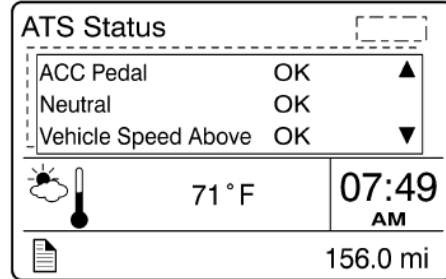 ATS Status
ACC Pedal OK
Neutral OK
Vehicle Speed Above OK
71°F
07:49
AM
156.0 mi